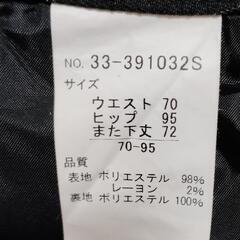 NO. 33-391032S
サイズ
ウエスト 70
ヒップ 95
また下丈 72
70-95
品質
表地 ポリエステル 98%
レーヨン 2%
裏地 ポリエステル 100%